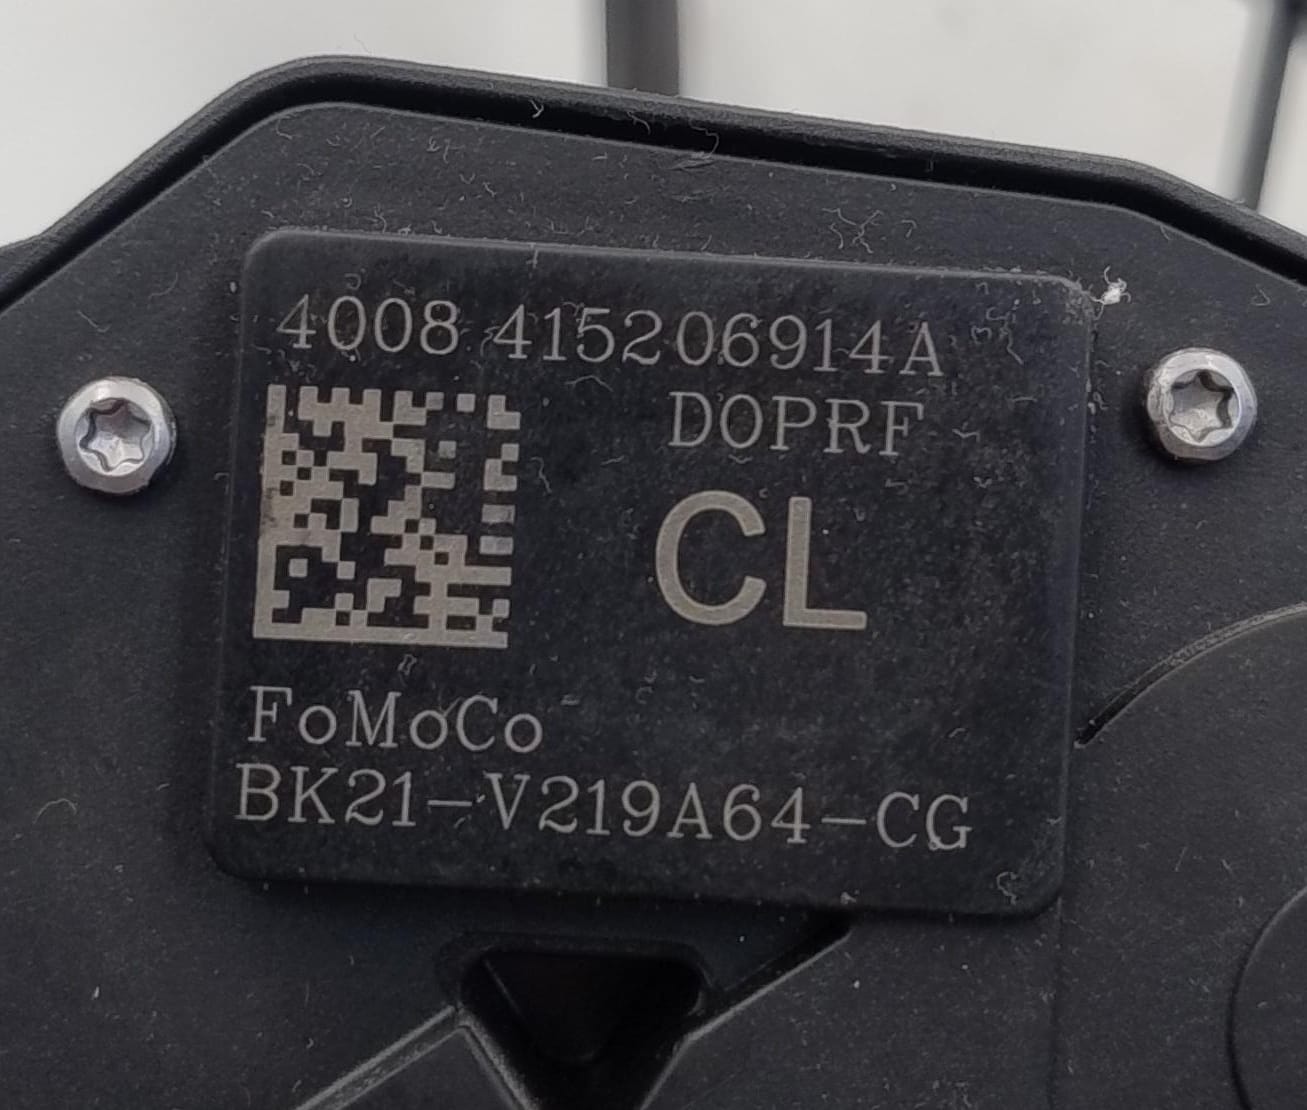 4008 415206914A
D0PRF
CL
FoMoCo
BK21-V219A64-CG